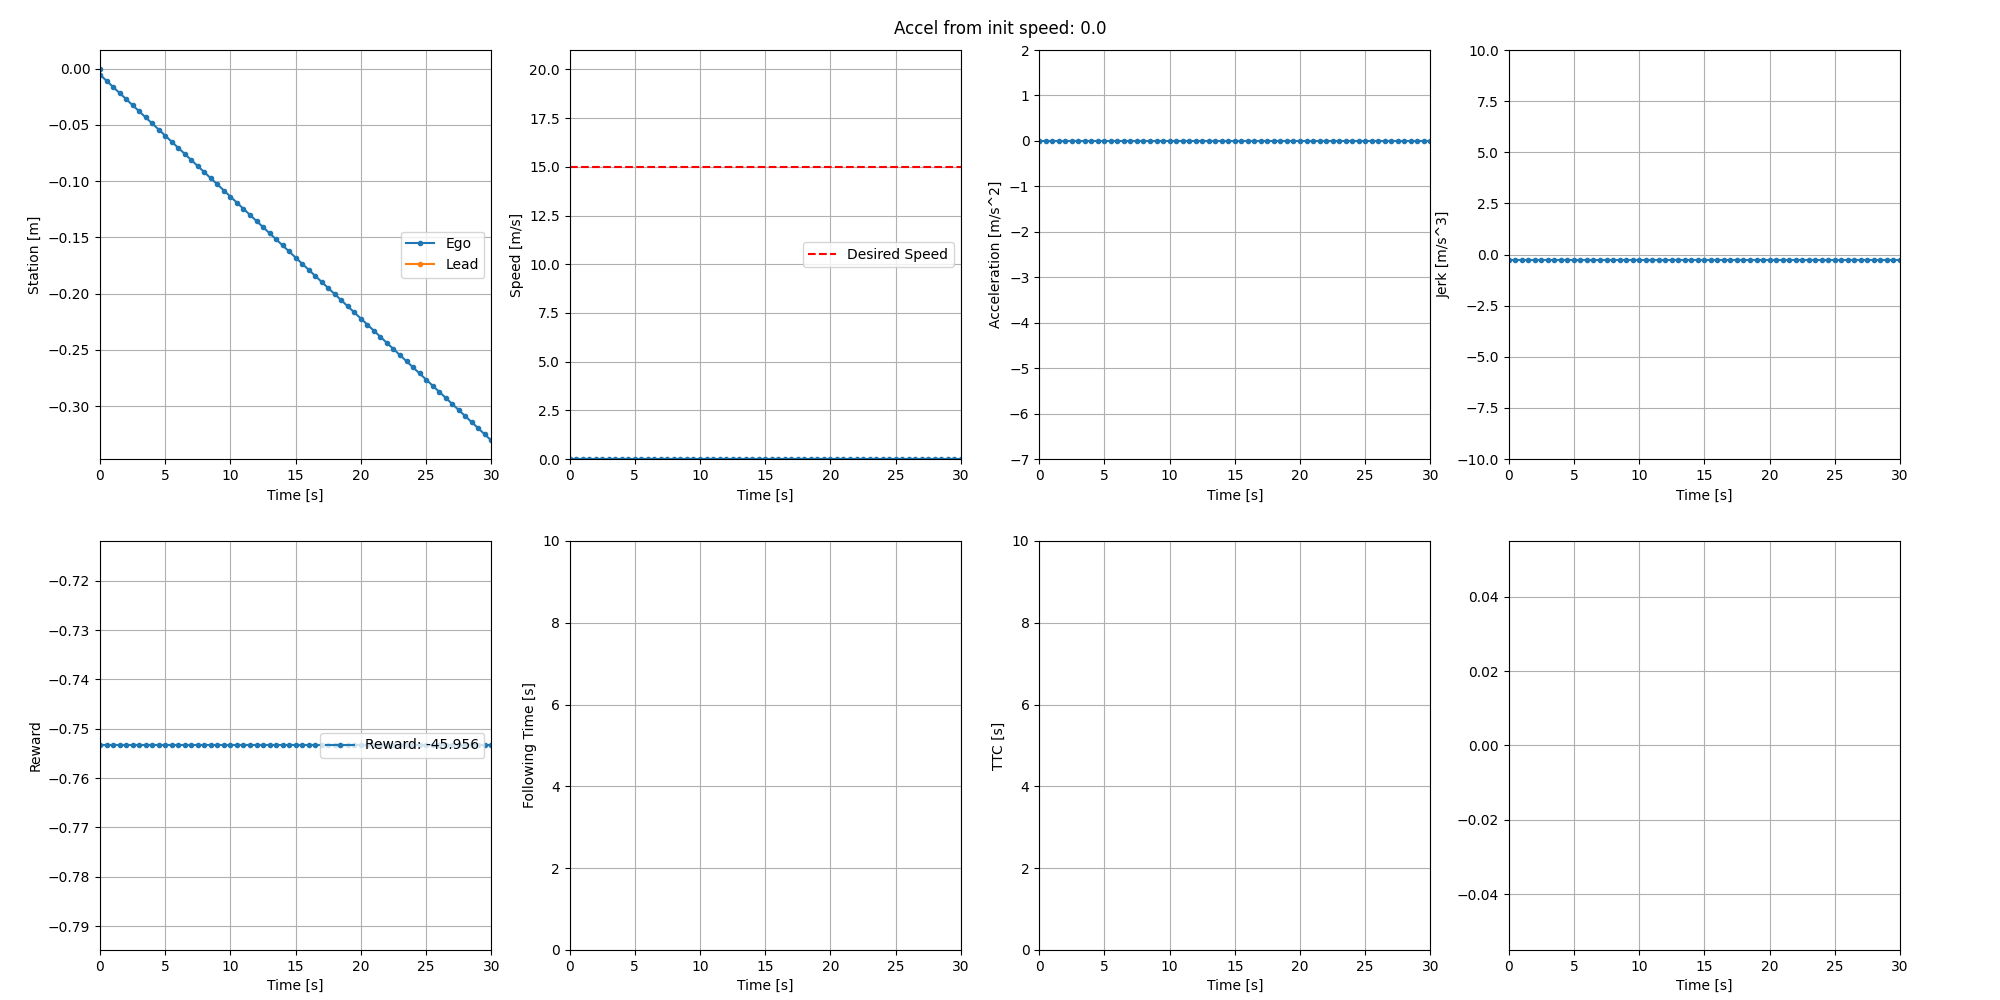 Accel from init speed: 0.0
0.00
−0.05
−0.10
−0.15
−0.20
−0.25
−0.30
Station [m]
Ego
Lead
0 5 10 15 20 25 30
Time [s]
20.0
17.5
15.0
12.5
10.0
7.5
5.0
2.5
0.0
Speed [m/s]
Desired Speed
0 5 10 15 20 25 30
Time [s]
2
1
0
−1
−2
−3
−4
−5
−6
−7
Acceleration [m/s^2]
0 5 10 15 20 25 30
Time [s]
10.0
7.5
5.0
2.5
0.0
−2.5
−5.0
−7.5
−10.0
Jerk [m/s^3]
0 5 10 15 20 25 30
Time [s]
−0.72
−0.73
−0.74
−0.75
−0.76
−0.77
−0.78
−0.79
Reward
Reward: -45.956
0 5 10 15 20 25 30
Time [s]
10
8
6
4
2
0
Following Time [s]
0 5 10 15 20 25 30
Time [s]
10
8
6
4
2
0
TTC [s]
0 5 10 15 20 25 30
Time [s]
0.04
0.02
0.00
−0.02
−0.04
0 5 10 15 20 25 30
Time [s]